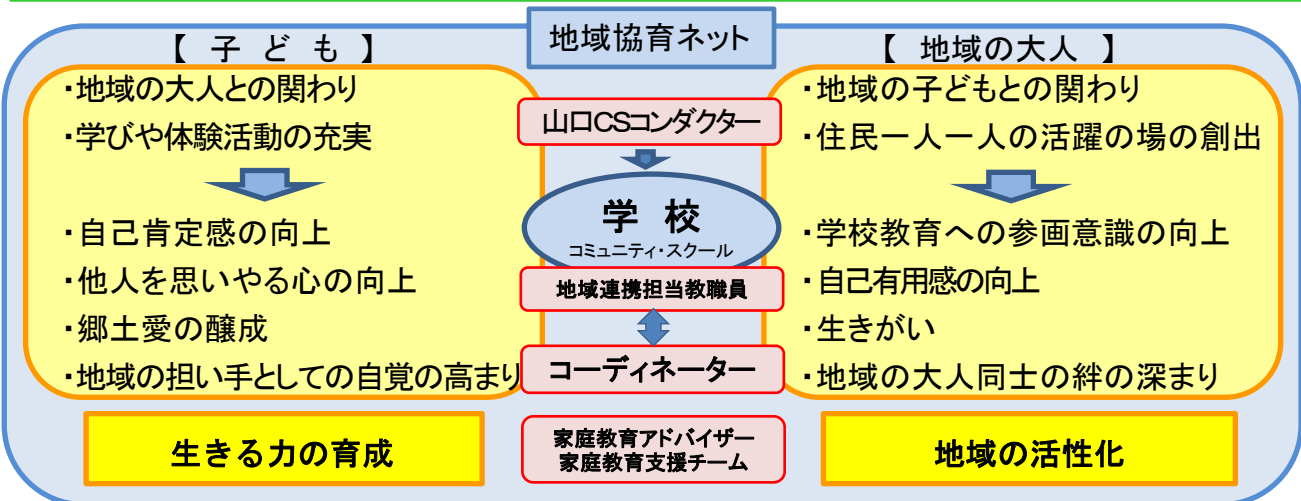 地域協育ネット
【 子 ど も 】
・地域の大人との関わり
・学びや体験活動の充実
・自己肯定感の向上
・他人を思いやる心の向上
・郷土愛の醸成
・地域の担い手としての自覚の高まり
生きる力の育成
山口CSコンダクター
学 校
コミュニティ・スクール
地域連携担当教職員
コーディネーター
家庭教育アドバイザー
家庭教育支援チーム
【 地域の大人 】
・地域の子どもとの関わり
・住民一人一人の活躍の場の創出
・学校教育への参画意識の向上
・自己有用感の向上
・生きがい
・地域の大人同士の絆の深まり
地域の活性化